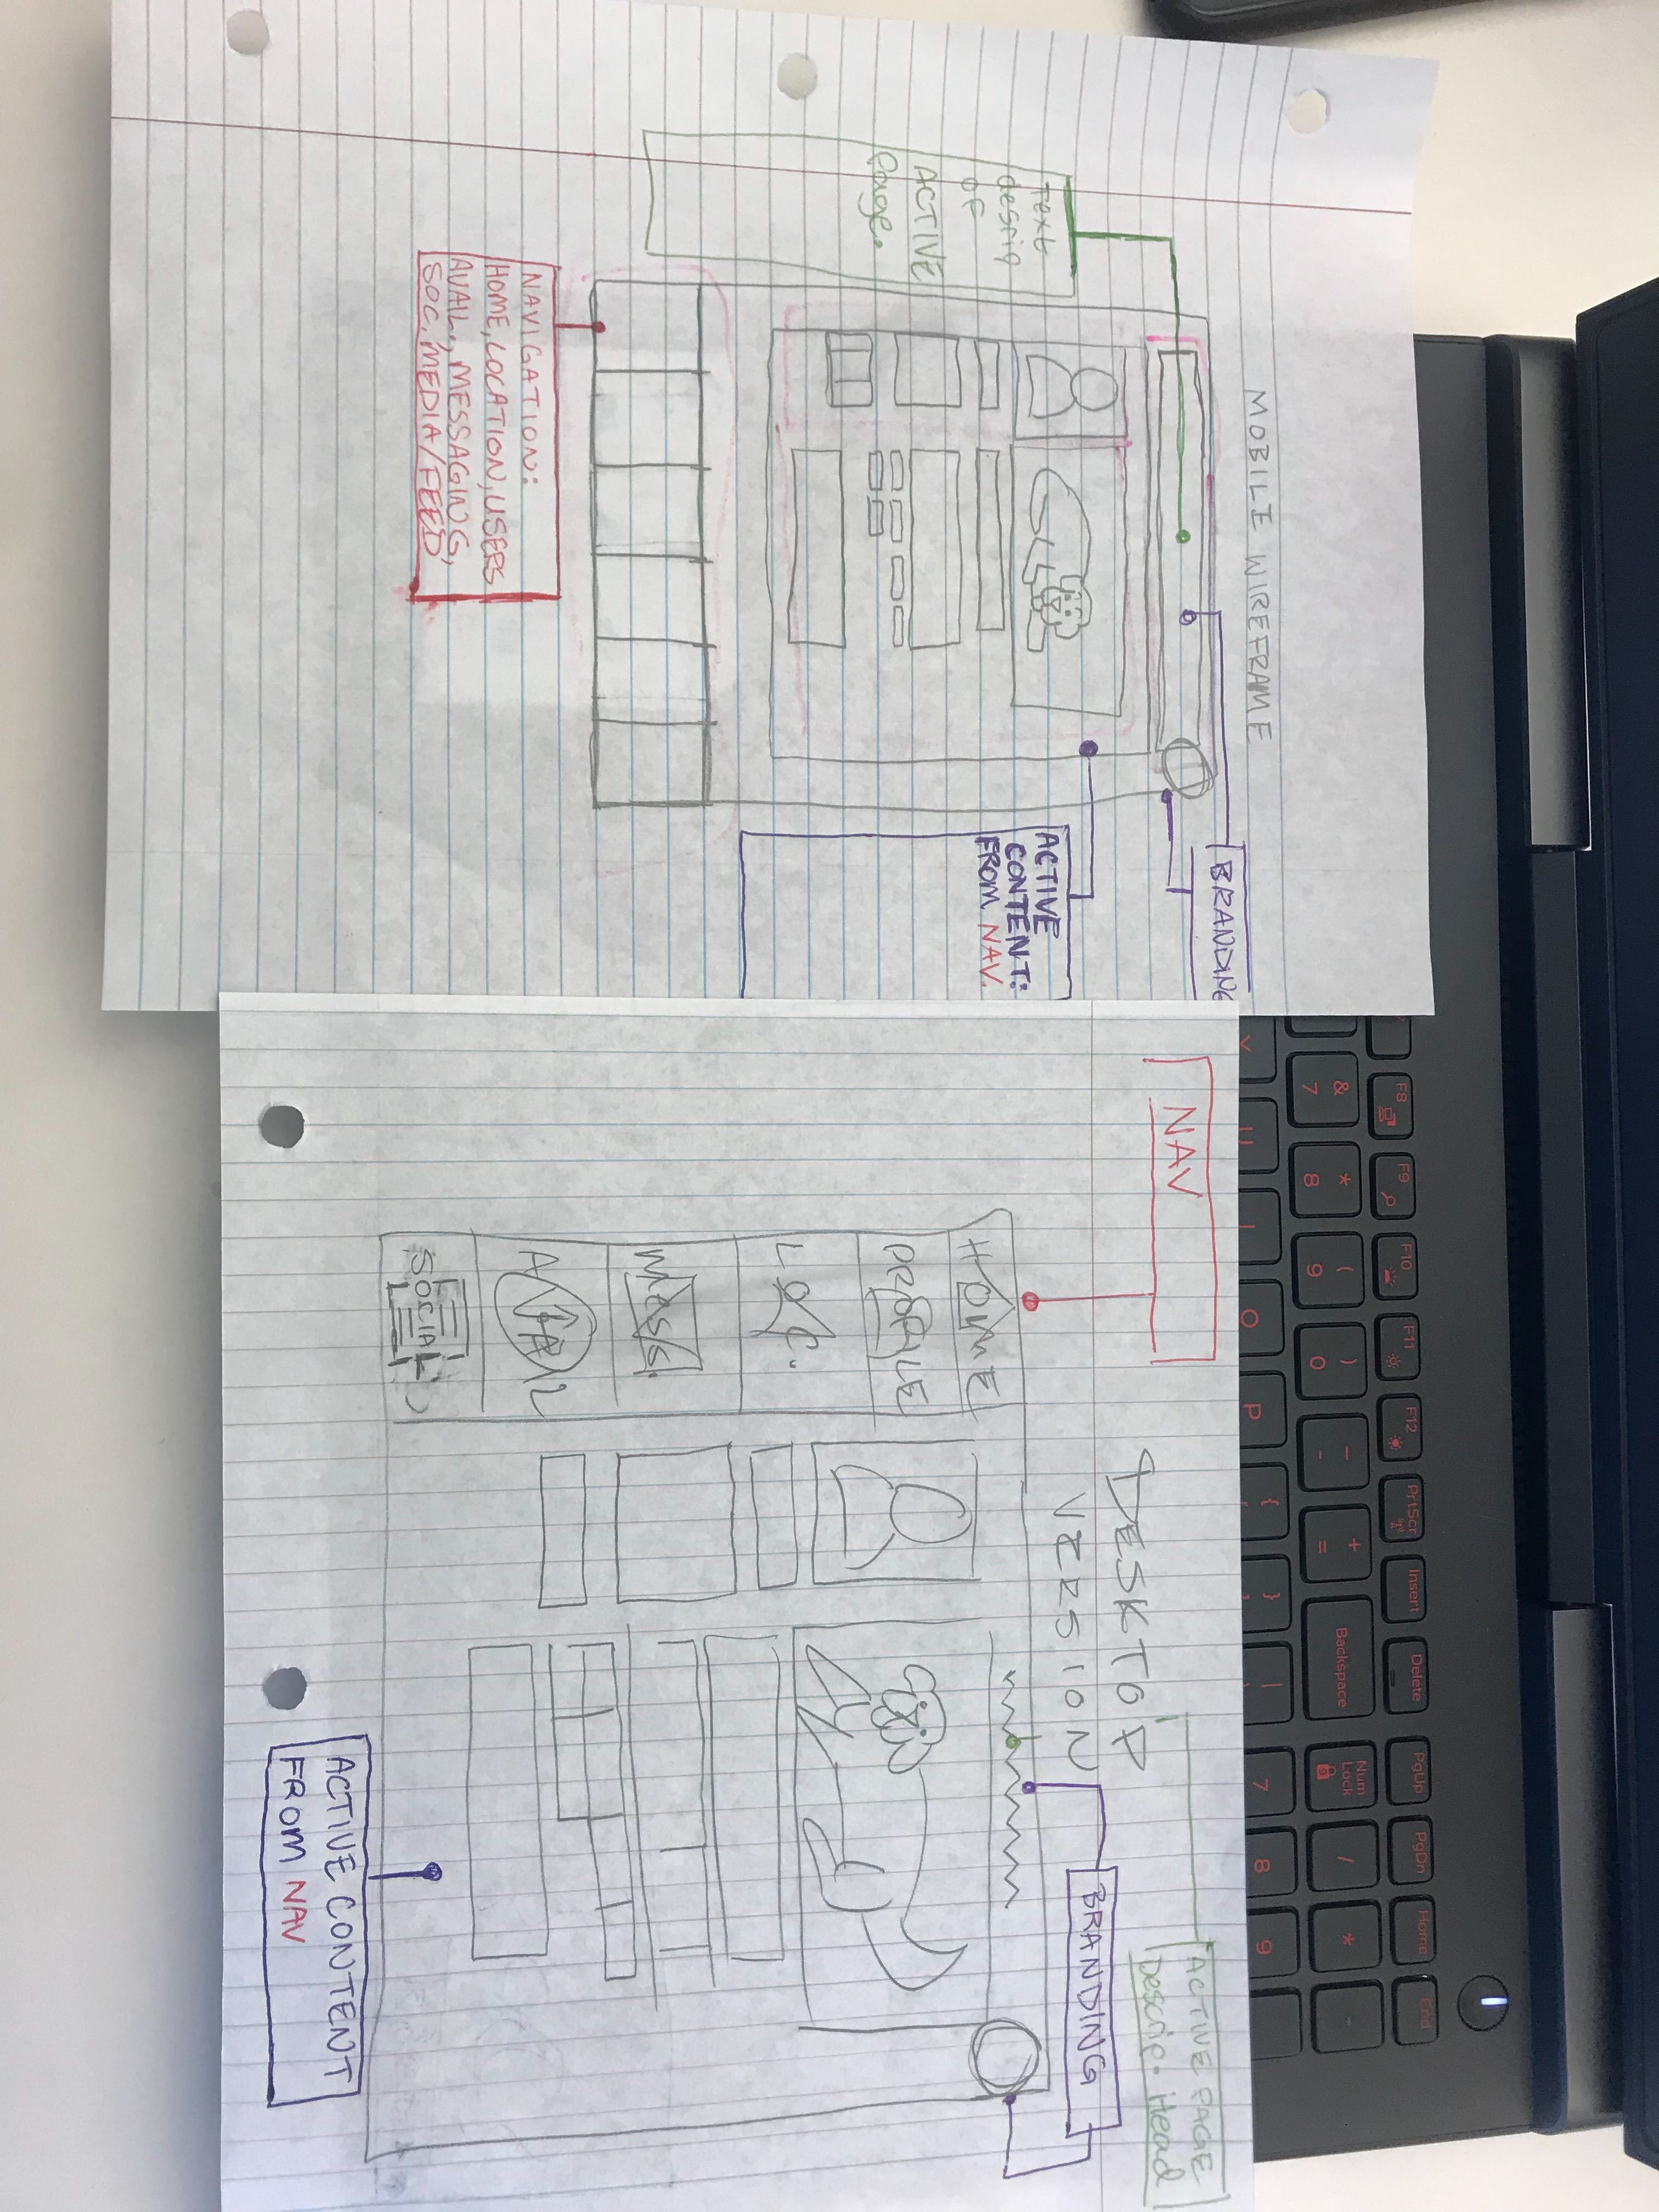 MOBILE WIREFRAME
BRANDING
Text
descrip
OF
ACTIVE
Page.
ACTIVE
CONTENT:
FROM NAV.
NAVIGATION:
HOME, LOCATION, USERS
AVAIL., MESSAGING,
SOC. MEDIA/FEED
NAV
DESKTOP
VERSION
ACTIVE PAGE
Descrip. Head
BRANDING
HOME
PROFILE
LOC.
MESS.
AVAIL
SOCIAL
ACTIVE CONTENT
FROM NAV
F8
F9
F10
F11
F12
PrtScr
Insert
Delete
PgUp
PgDn
Home
End
&
7
*
8
(
9
)
0
-
+
=
Backspace
Num
Lock
/
*
-
I
O
P
{
}
|
7
8
9